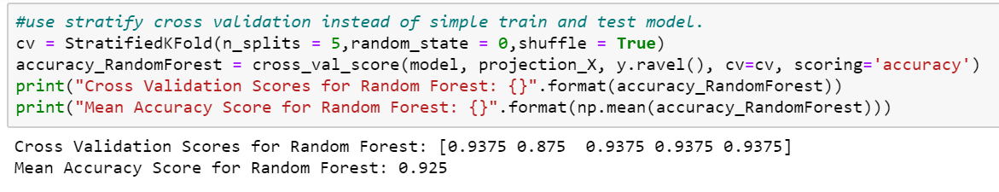 #use stratify cross validation instead of simple train and test model.
cv = StratifiedKFold(n_splits = 5,random_state = 0,shuffle = True)
accuracy_RandomForest = cross_val_score(model, projection_X, y.ravel(), cv=cv, scoring='accuracy')
print("Cross Validation Scores for Random Forest: {}".format(accuracy_RandomForest))
print("Mean Accuracy Score for Random Forest: {}".format(np.mean(accuracy_RandomForest)))
Cross Validation Scores for Random Forest: [0.9375 0.875  0.9375 0.9375 0.9375]
Mean Accuracy Score for Random Forest: 0.925